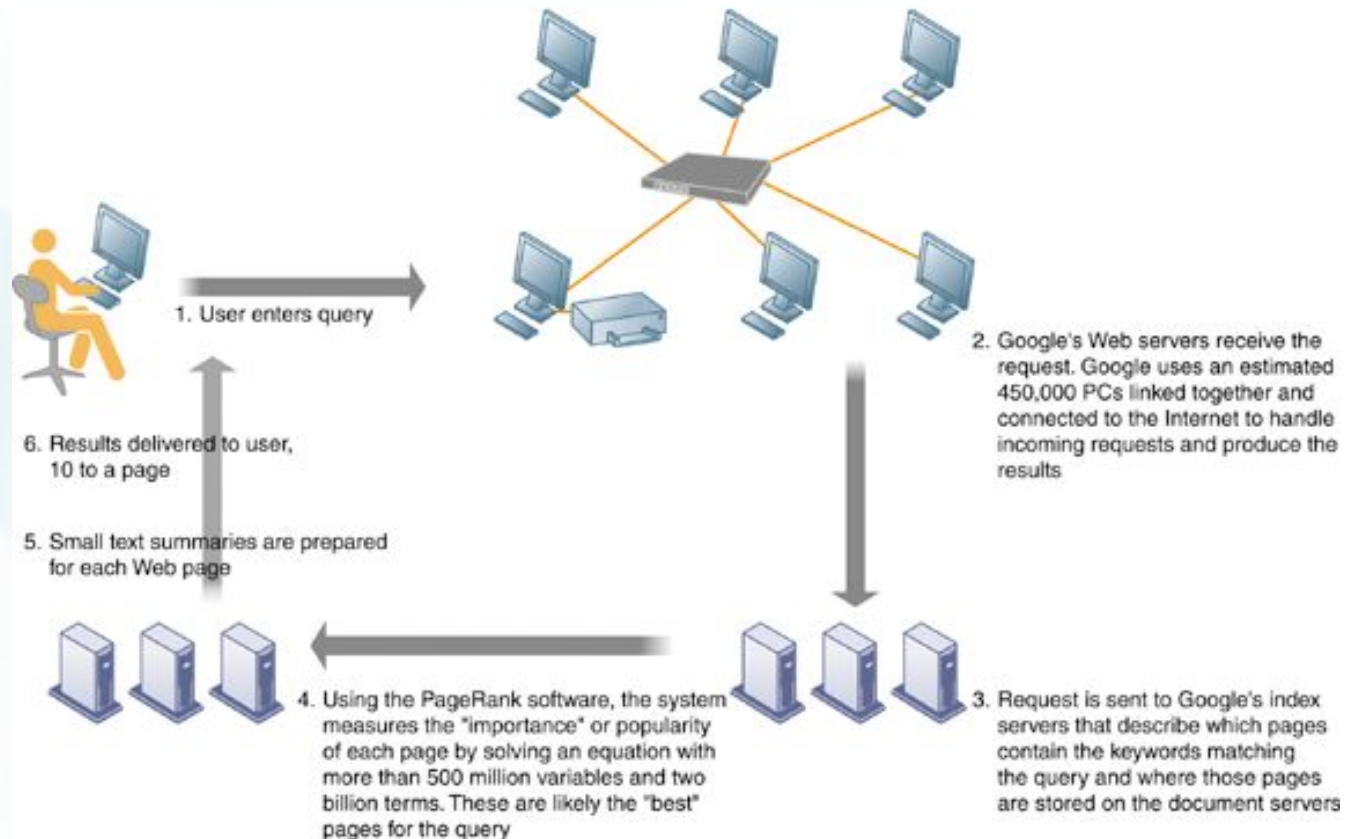 1. User enters query
2. Google's Web servers receive the
request. Google uses an estimated
450,000 PCs linked together and
connected to the Internet to handle
incoming requests and produce the
results
3. Request is sent to Google's index
servers that describe which pages
contain the keywords matching
the query and where those pages
are stored on the document servers
4. Using the PageRank software, the system
measures the "importance" or popularity
of each page by solving an equation with
more than 500 million variables and two
billion terms. These are likely the "best"
pages for the query
5. Small text summaries are prepared
for each Web page
6. Results delivered to user,
10 to a page